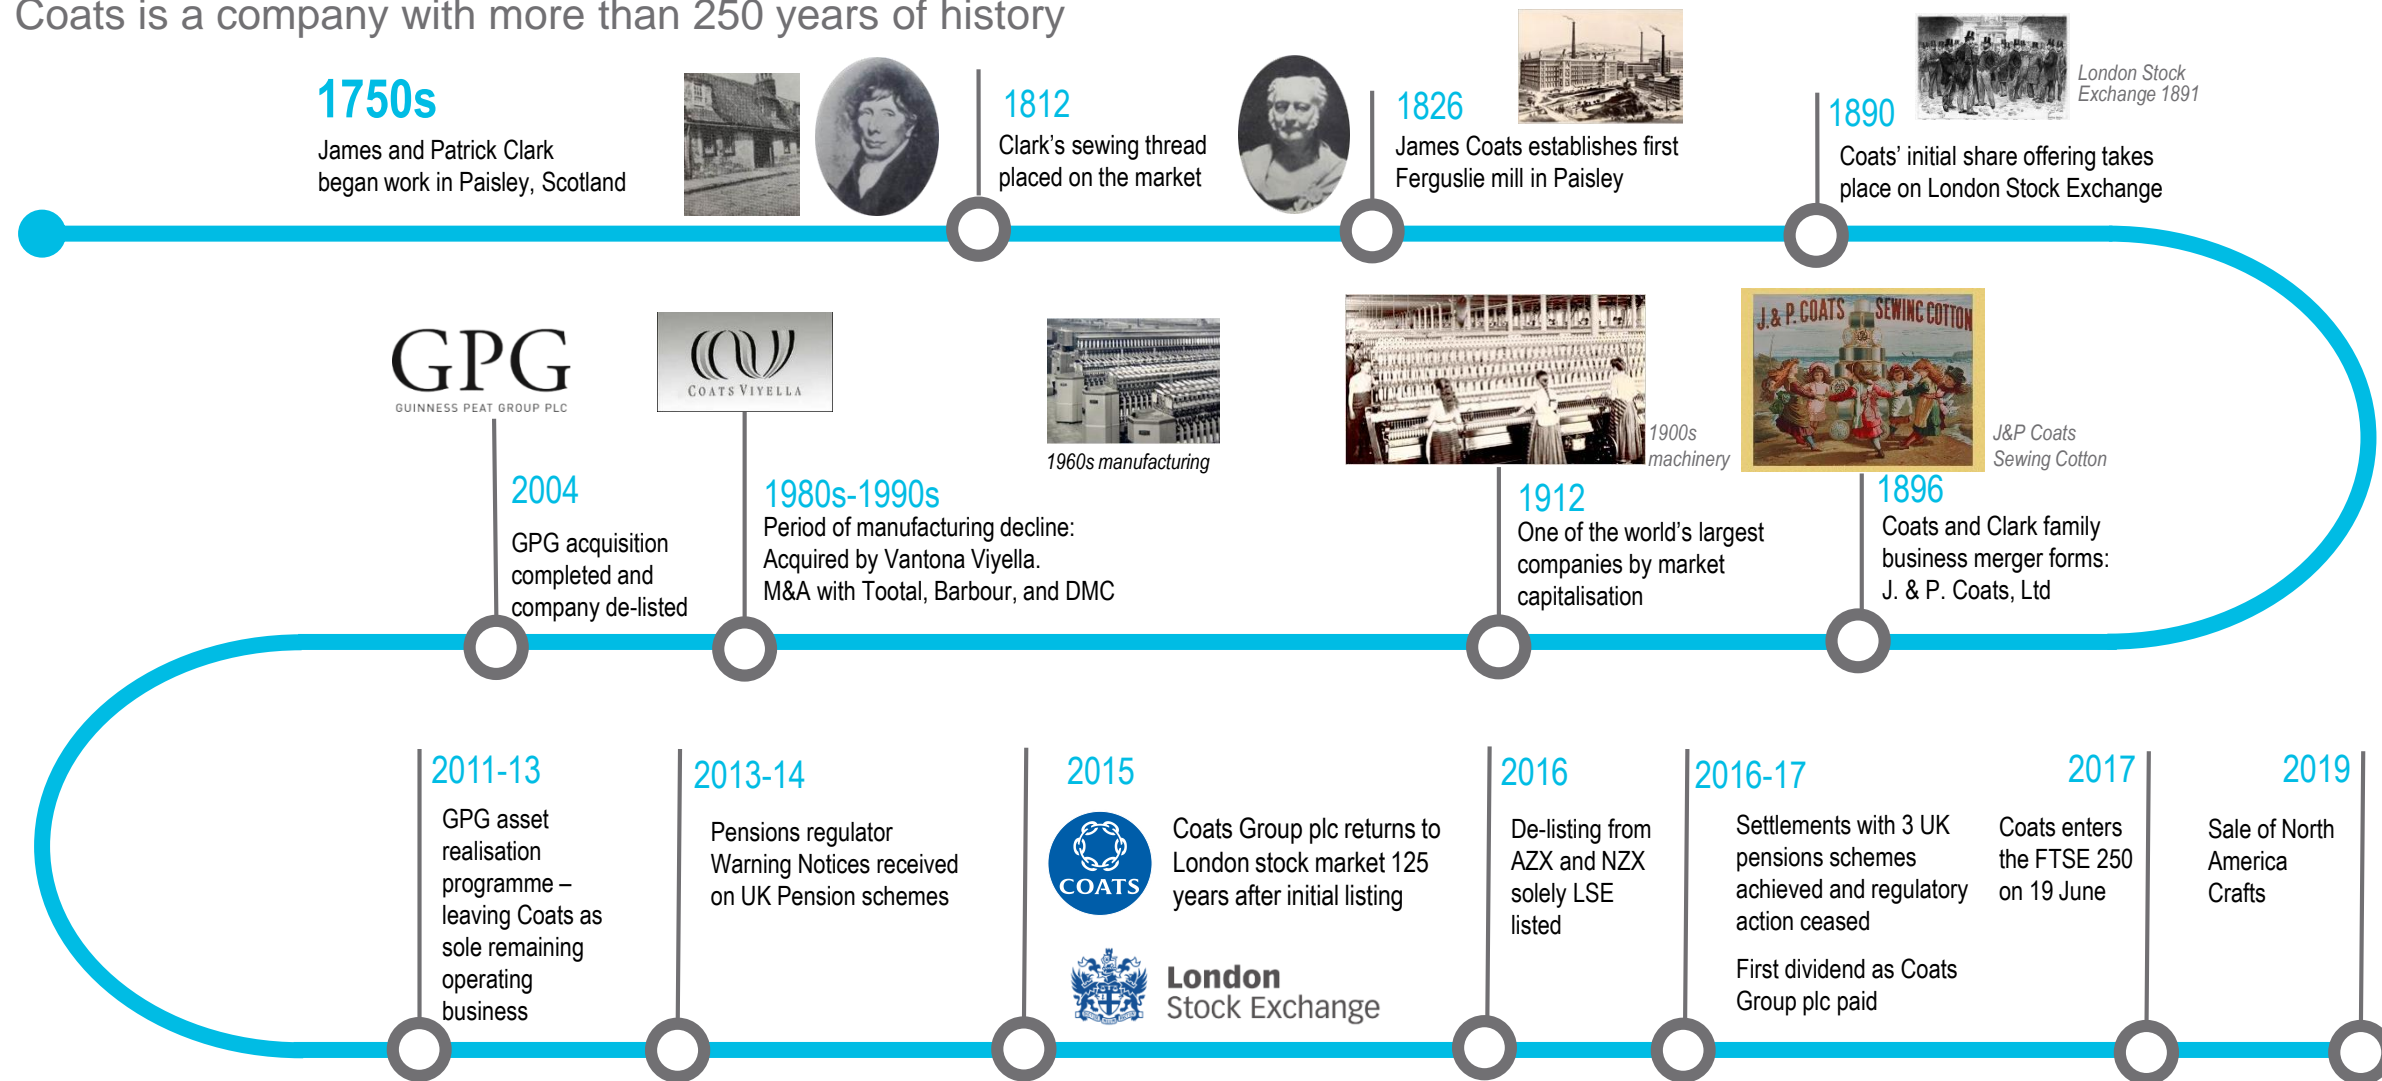 Coats is a company with more than 250 years of history
1750s
James and Patrick Clark
began work in Paisley, Scotland
1812
Clark's sewing thread
placed on the market
1826
James Coats establishes first
Ferguslie mill in Paisley
1890
Coats' initial share offering takes
place on London Stock Exchange
London Stock
Exchange 1891
J. & P. COATS SEWING COTTON
J&P Coats
Sewing Cotton
1896
Coats and Clark family
business merger forms:
J. & P. Coats, Ltd
1900s
machinery
1912
One of the world's largest
companies by market
capitalisation
1960s manufacturing
COATS VIYELLA
1980s-1990s
Period of manufacturing decline:
Acquired by Vantona Viyella.
M&A with Tootal, Barbour, and DMC
GPG
GUINNESS PEAT GROUP PLC
2004
GPG acquisition
completed and
company de-listed
2011-13
GPG asset
realisation
programme –
leaving Coats as
sole remaining
operating
business
2013-14
Pensions regulator
Warning Notices received
on UK Pension schemes
2015
COATS
Coats Group plc returns to
London stock market 125
years after initial listing
London
Stock Exchange
2016
De-listing from
AZX and NZX
solely LSE
listed
2016-17
Settlements with 3 UK
pensions schemes
achieved and regulatory
action ceased
First dividend as Coats
Group plc paid
2017
Coats enters
the FTSE 250
on 19 June
2019
Sale of North
America
Crafts